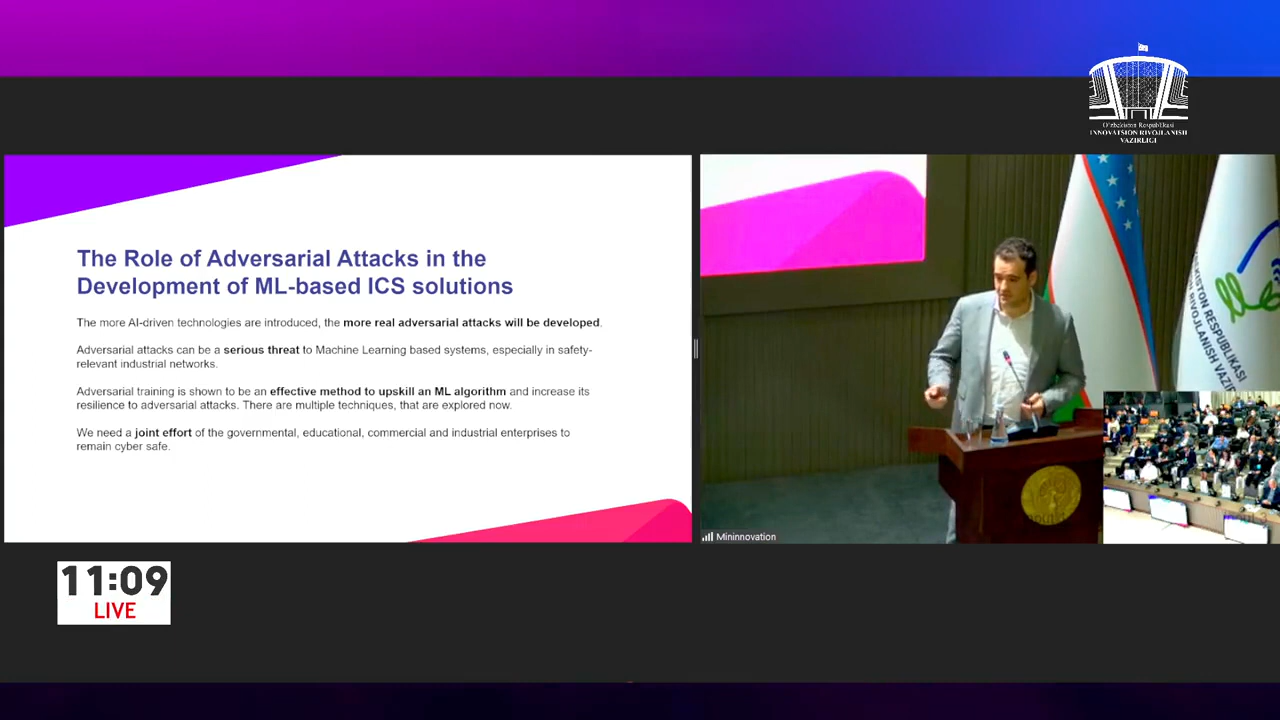 O'zbekiston Respublikasi
INNOVATSION RIVOJLANISH
VAZIRLIGI
The Role of Adversarial Attacks in the
Development of ML-based ICS solutions
The more AI-driven technologies are introduced, the more real adversarial attacks will be developed.
Adversarial attacks can be a serious threat to Machine Learning based systems, especially in safety-
relevant industrial networks.
Adversarial training is shown to be an effective method to upskill an ML algorithm and increase its
resilience to adversarial attacks. There are multiple techniques, that are explored now.
We need a joint effort of the governmental, educational, commercial and industrial enterprises to
remain cyber safe.
RESPUBLIKASI
RIVOJLANISH
Mininnovation
11:09
LIVE